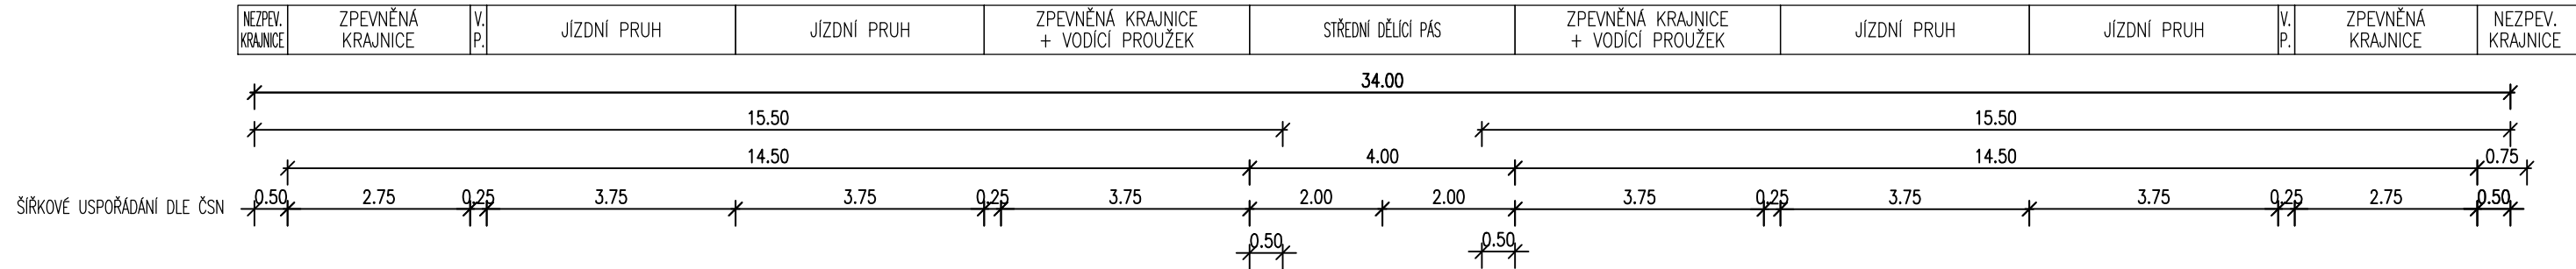 NEZPEV. ZPEVNĚNÁ V. JÍZDNÍ PRUH JÍZDNÍ PRUH ZPEVNĚNÁ KRAJNICE STŘEDNÍ DĚLÍCÍ PÁS ZPEVNĚNÁ KRAJNICE JÍZDNÍ PRUH JÍZDNÍ PRUH V. ZPEVNĚNÁ NEZPEV.
KRAJNICE KRAJNICE P. + VODÍCÍ PROUŽEK + VODÍCÍ PROUŽEK P. KRAJNICE KRAJNICE
34.00
15.50 15.50
14.50 4.00 14.50 0.75
ŠÍŘKOVÉ USPOŘÁDÁNÍ DLE ČSN 0.50 2.75 0.25 3.75 3.75 0.25 3.75 2.00 2.00 3.75 0.25 3.75 3.75 0.25 2.75 0.50
0.50 0.50